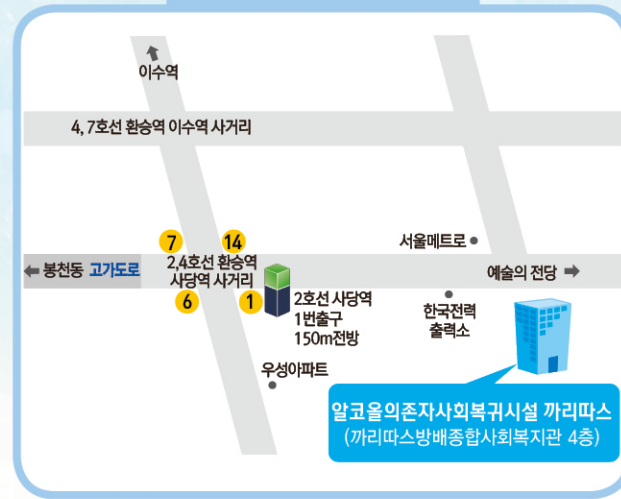 이수역
4, 7호선 환승역 이수역 사거리
7
14
서울메트로
봉천동 고가도로
2,4호선 환승역
사당역 사거리
예술의 전당
6
1
2호선 사당역
1번출구
150m전방
한국전력
출력소
우성아파트
알코올의존자사회복귀시설 까리따스
(까리따스방배종합사회복지관 4층)